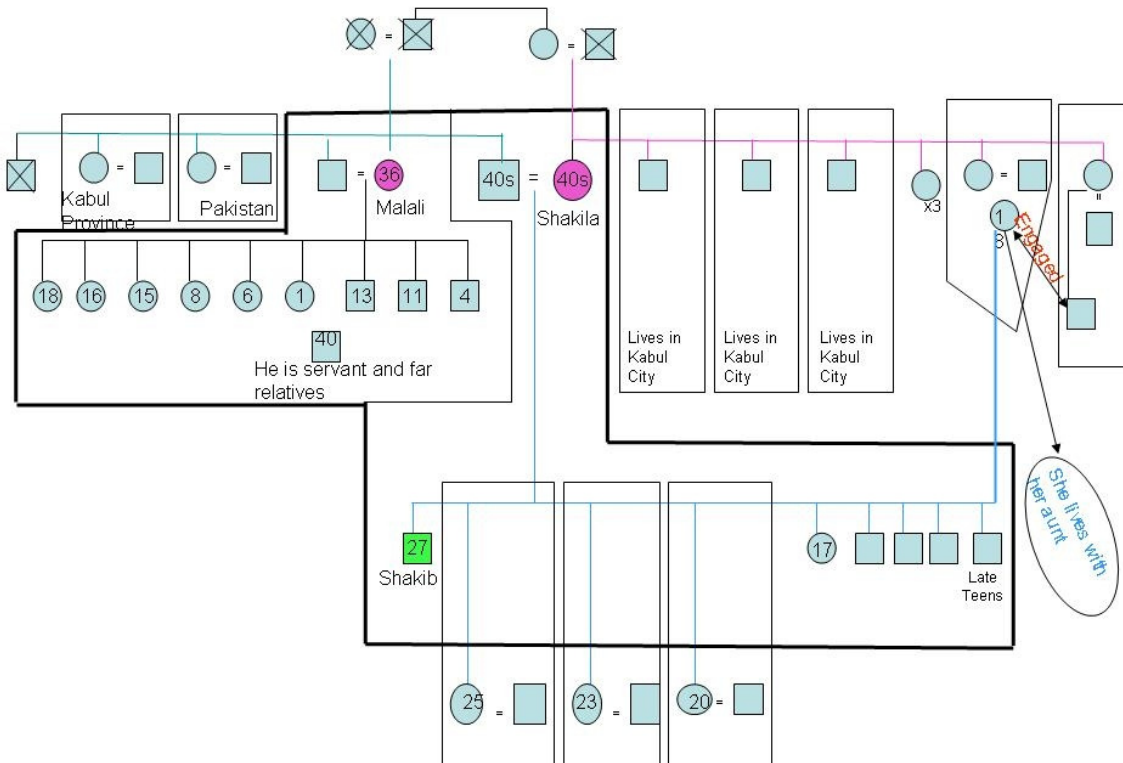 =
=
Kabul
Province
=
Pakistan
=
=
36
Malali
40s
=
40s
Shakila
x3
=
1
8
Engaged
=
18
16
15
8
6
1
13
11
4
40
He is servant and far
relatives
Lives in
Kabul
City
Lives in
Kabul
City
Lives in
Kabul
City
She lives with
her aunt
27
Shakib
17
Late
Teens
25
=
23
=
20
=